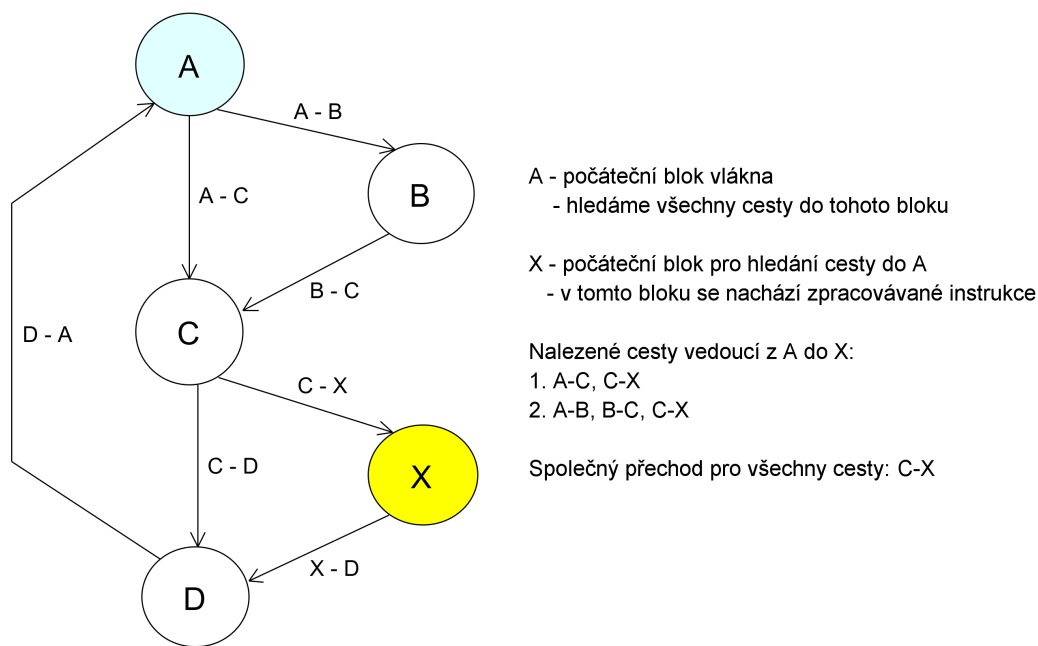 A
A - B
B
A - C
B - C
D - A
C
C - X
C - D
X
X - D
D
A - počáteční blok vlákna
- hledáme všechny cesty do tohoto bloku
X - počáteční blok pro hledání cesty do A
- v tomto bloku se nachází zpracovávané instrukce
Nalezené cesty vedoucí z A do X:
1. A-C, C-X
2. A-B, B-C, C-X
Společný přechod pro všechny cesty: C-X